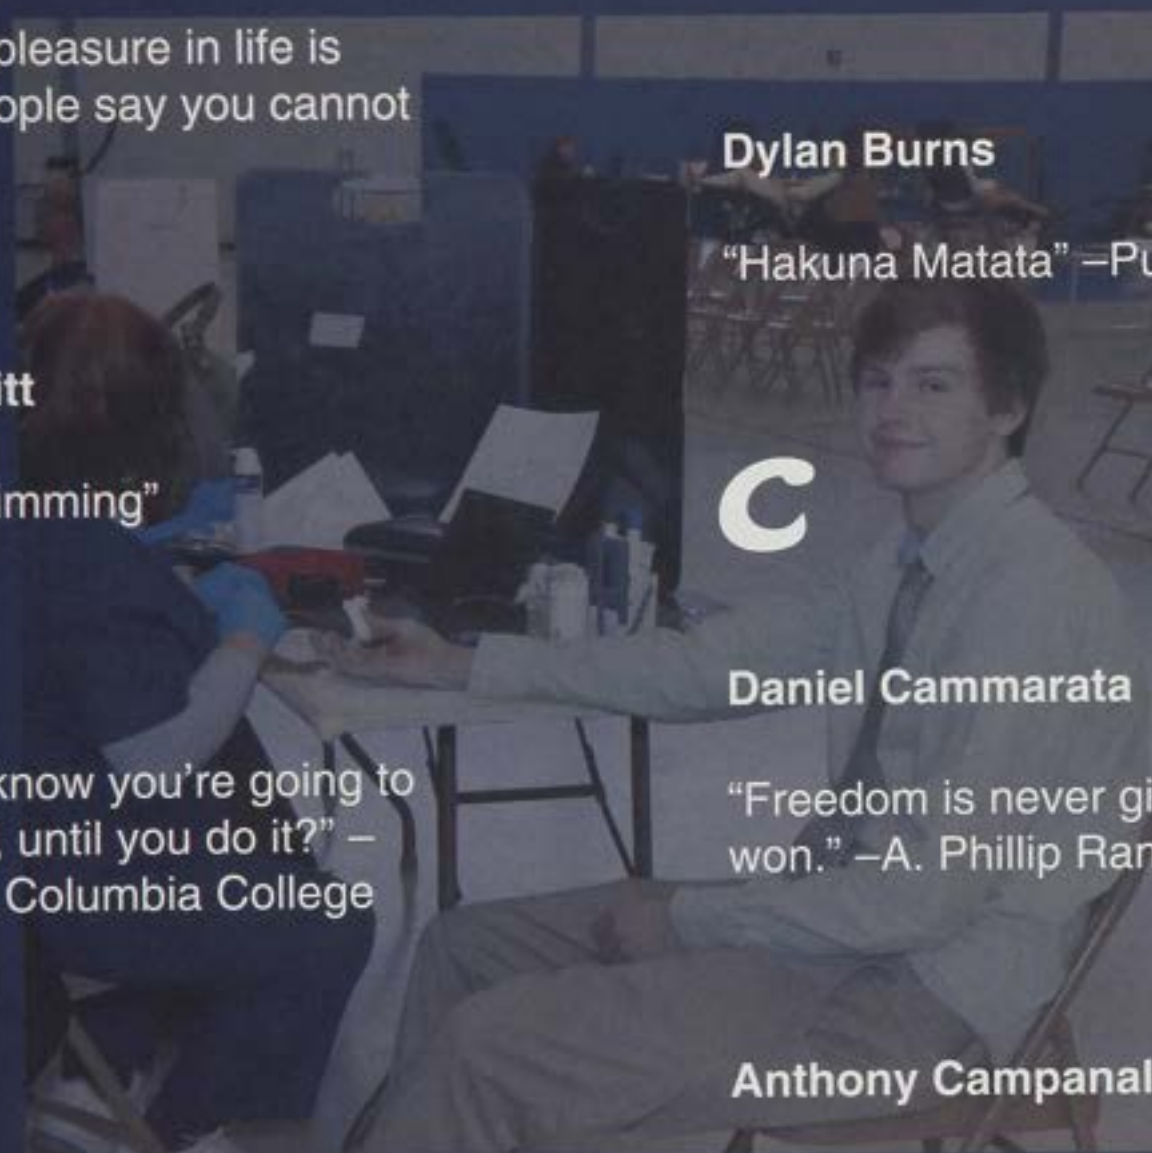 pleasure in life is
ople say you cannot
itt
imming”
know you’re going to
, until you do it?” –
Columbia College
Dylan Burns
“Hakuna Matata” –Pu
C
Daniel Cammarata
“Freedom is never gi
won.” –A. Phillip Ran
Anthony Campanal